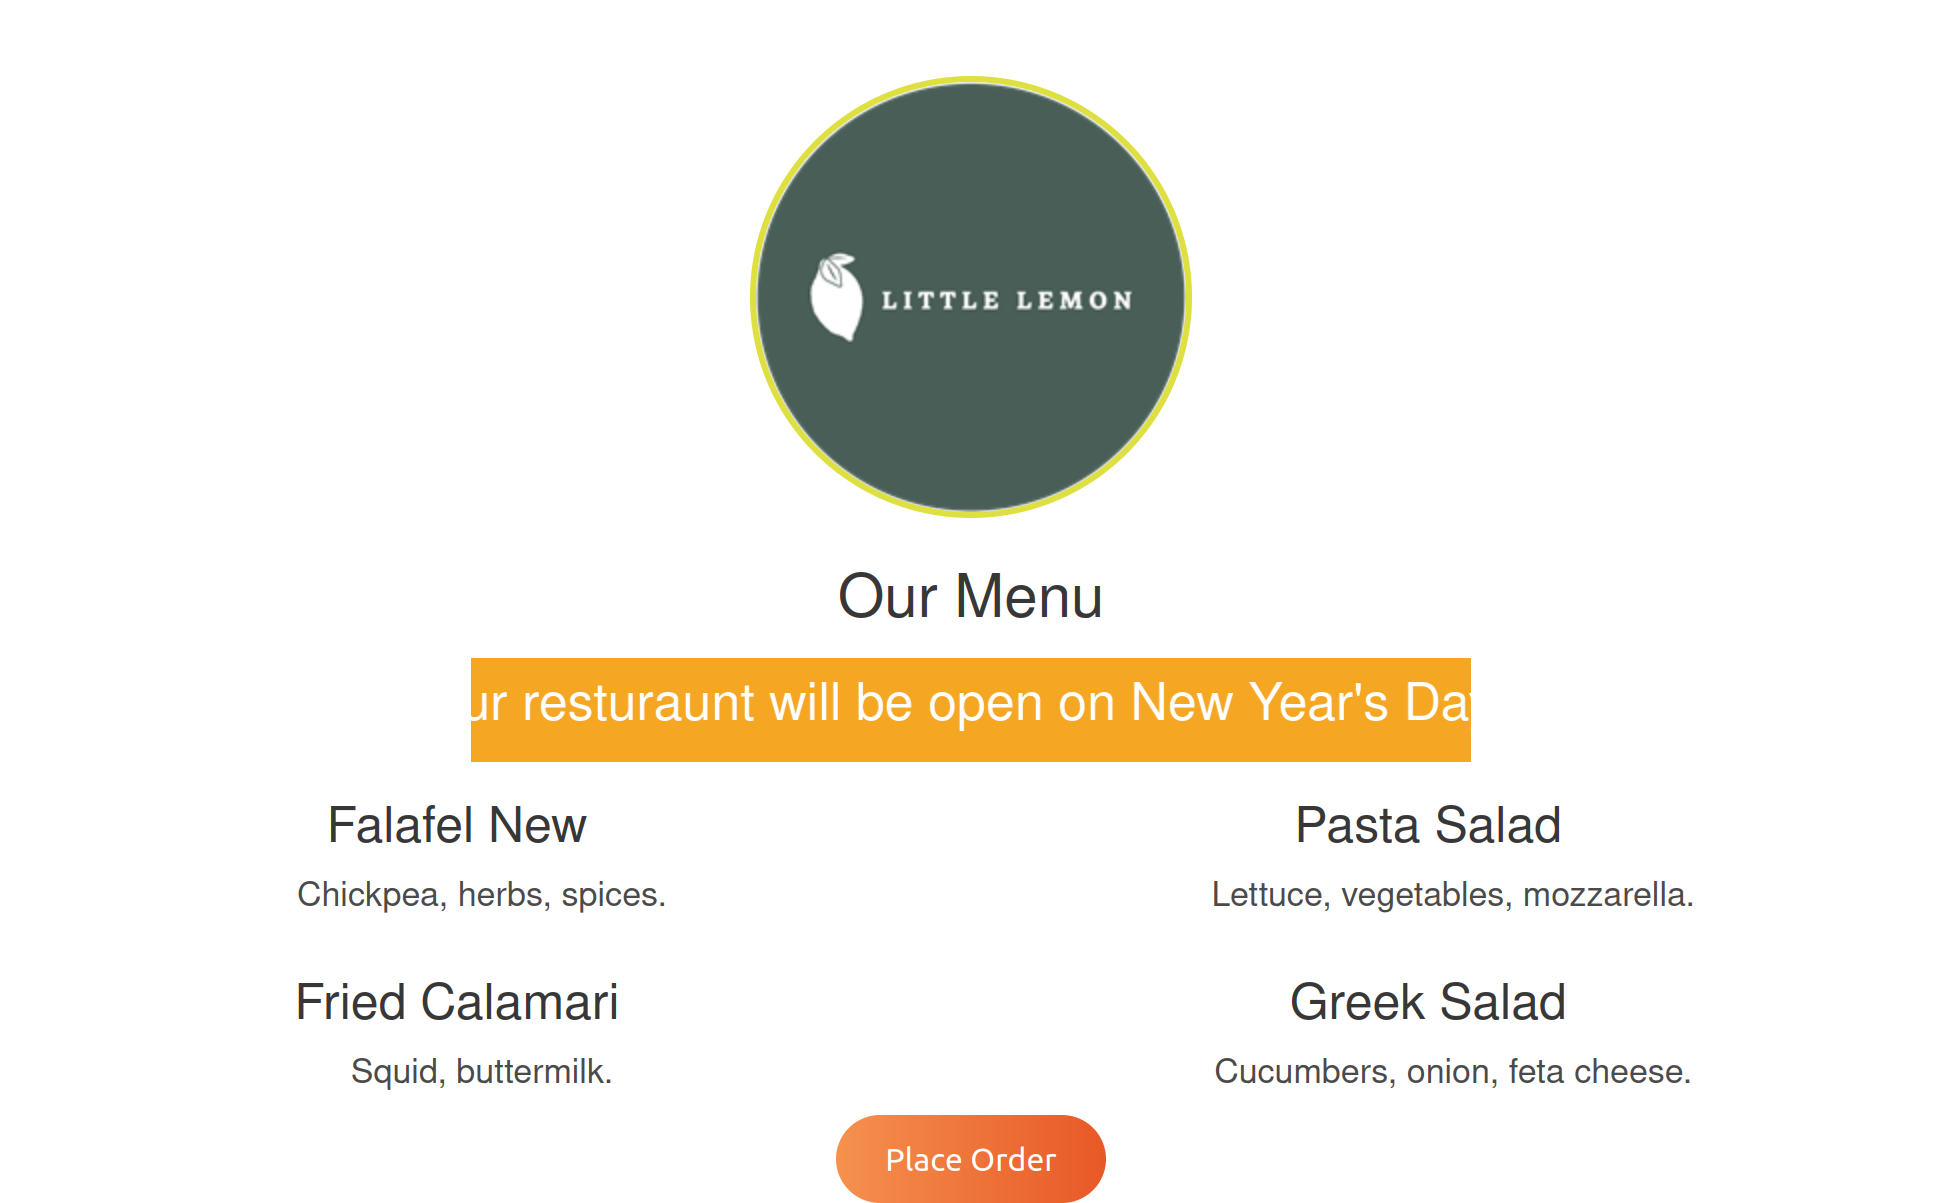 LITTLE LEMON
Our Menu
ur resturaunt will be open on New Year's Da
Falafel New
Chickpea, herbs, spices.
Pasta Salad
Lettuce, vegetables, mozzarella.
Fried Calamari
Squid, buttermilk.
Greek Salad
Cucumbers, onion, feta cheese.
Place Order